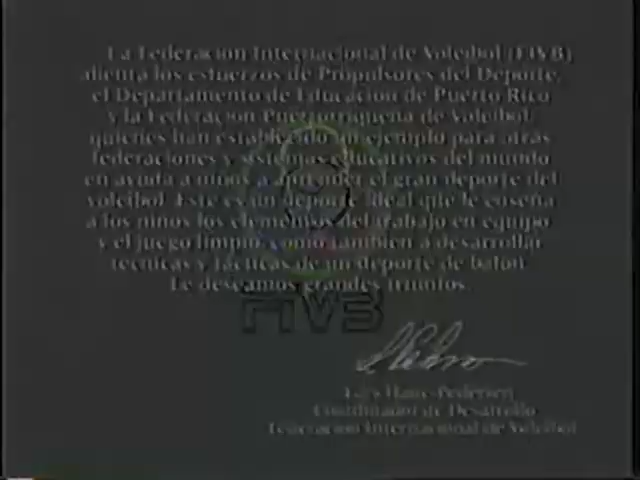 La Federación Internacional de Voleibol (FIVB)
alienta los esfuerzos de Propulsores del Deporte,
el Departamento de Educación de Puerto Rico
y la Federación Puertorriqueña de Voleibol,
quienes han establecido un ejemplo para otras
federaciones y sistemas educativos del mundo
en ayuda a niños a aprender el gran deporte del
voleibol. Este es un deporte ideal que le enseña
a los niños los elementos del trabajo en equipo
y el juego limpio, como también a desarrollar
técnicas y tácticas de un deporte de balón.
Le deseamos grandes triunfos.
FIVB
Pedersen
Coordinador de Desarrollo
Federación Internacional de Voleibol